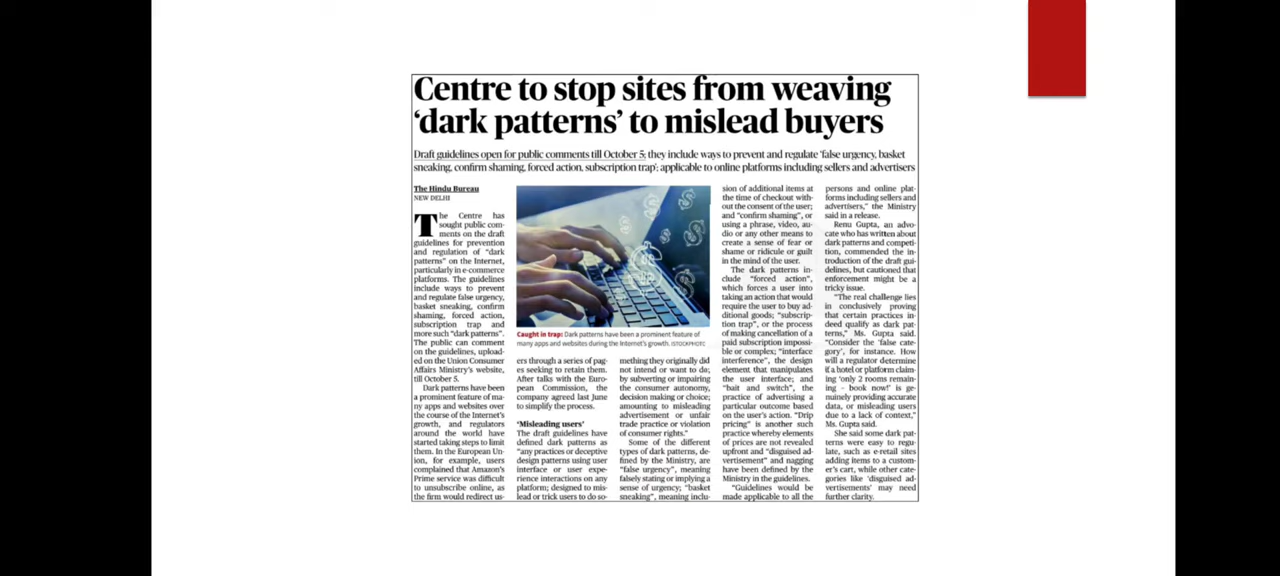 Centre to stop sites from weaving
‘dark patterns’ to mislead buyers
Draft guidelines open for public comments till October 5; they include ways to prevent and regulate ‘false urgency, basket
sneaking, confirm shaming, forced action, subscription trap’; applicable to online platforms including sellers and advertisers
The Hindu Bureau
NEW DELHI
The Centre has
sought public com-
ments on the draft
guidelines for prevention
and regulation of “dark
patterns” on the Internet,
particularly in e-commerce
platforms. The guidelines
include ways to prevent
and regulate false urgency,
basket sneaking, confirm
shaming, forced action,
subscription trap and
more such “dark patterns”.
The public can comment
on the guidelines, upload-
ed on the Union Consumer
Affairs Ministry’s website,
till October 5.
Dark patterns have been
a prominent feature of ma-
ny apps and websites over
the course of the Internet’s
growth, and regulators
around the world have
started taking steps to limit
them. In the European Un-
ion, for example, users
complained that Amazon’s
Prime service was difficult
to unsubscribe online, as
the firm would redirect us-
Caught in trap: Dark patterns have been a prominent feature of
many apps and websites during the Internet’s growth. ISTOCKPHOTO
ers through a series of pag-
es seeking to retain them.
After talks with the Euro-
pean Commission, the
company agreed last June
to simplify the process.
‘Misleading users’
The draft guidelines have
defined dark patterns as
“any practices or deceptive
design patterns using user
interface or user expe-
rience interactions on any
platform; designed to mis-
lead or trick users to do so-
mething they originally did
not intend or want to do;
by subverting or impairing
the consumer autonomy,
decision making or choice;
amounting to misleading
advertisement or unfair
trade practice or violation
of consumer rights.”
Some of the different
types of dark patterns, de-
fined by the Ministry, are
“false urgency”, meaning
falsely stating or implying a
sense of urgency; “basket
sneaking”, meaning inclu-
sion of additional items at
the time of checkout with-
out the consent of the user;
and “confirm shaming”, or
using a phrase, video, au-
dio or any other means to
create a sense of fear or
shame or ridicule or guilt
in the mind of the user.
The dark patterns in-
clude “forced action”,
which forces a user into
taking an action that would
require the user to buy ad-
ditional goods; “subscrip-
tion trap”, or the process
of making cancellation of a
paid subscription impossi-
ble or complex; “interface
interference”, the design
element that manipulates
the user interface; and
“bait and switch”, the
practice of advertising a
particular outcome based
on the user’s action. “Drip
pricing” is another such
practice whereby elements
of prices are not revealed
upfront and “disguised ad-
vertisement” and nagging
have been defined by the
Ministry in the guidelines.
“Guidelines would be
made applicable to all the
persons and online plat-
forms including sellers and
advertisers,” the Ministry
said in a release.
Renu Gupta, an advo-
cate who has written about
dark patterns and competi-
tion, commended the in-
troduction of the draft gui-
delines, but cautioned that
enforcement might be a
tricky issue.
“The real challenge lies
in conclusively proving
that certain practices in-
deed qualify as dark pat-
terns,” Ms. Gupta said.
“Consider the ‘false cate-
gory’, for instance. How
will a regulator determine
if a hotel or platform claim-
ing ‘only 2 rooms remain-
ing – book now!’ is ge-
nuinely providing accurate
data, or misleading users
due to a lack of context,”
Ms. Gupta said.
She said some dark pat-
terns were easy to regu-
late, such as e-retail sites
adding items to a custom-
er’s cart, while other cate-
gories like ‘disguised ad-
vertisements’ may need
further clarity.